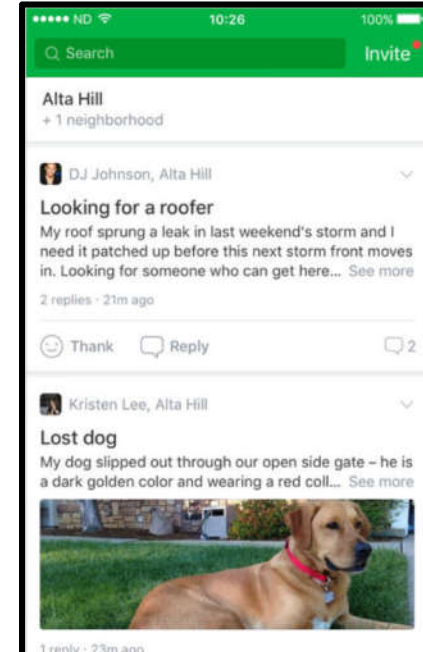 ND 10:26 100%
Search Invite
Alta Hill
+ 1 neighborhood
DJ Johnson, Alta Hill
Looking for a roofer
My roof sprung a leak in last weekend's storm and I
need it patched up before this next storm front moves
in. Looking for someone who can get here... See more
2 replies · 21m ago
Thank Reply 2
Kristen Lee, Alta Hill
Lost dog
My dog slipped out through our open side gate – he is
a dark golden color and wearing a red coll... See more
1 reply · 23m ago